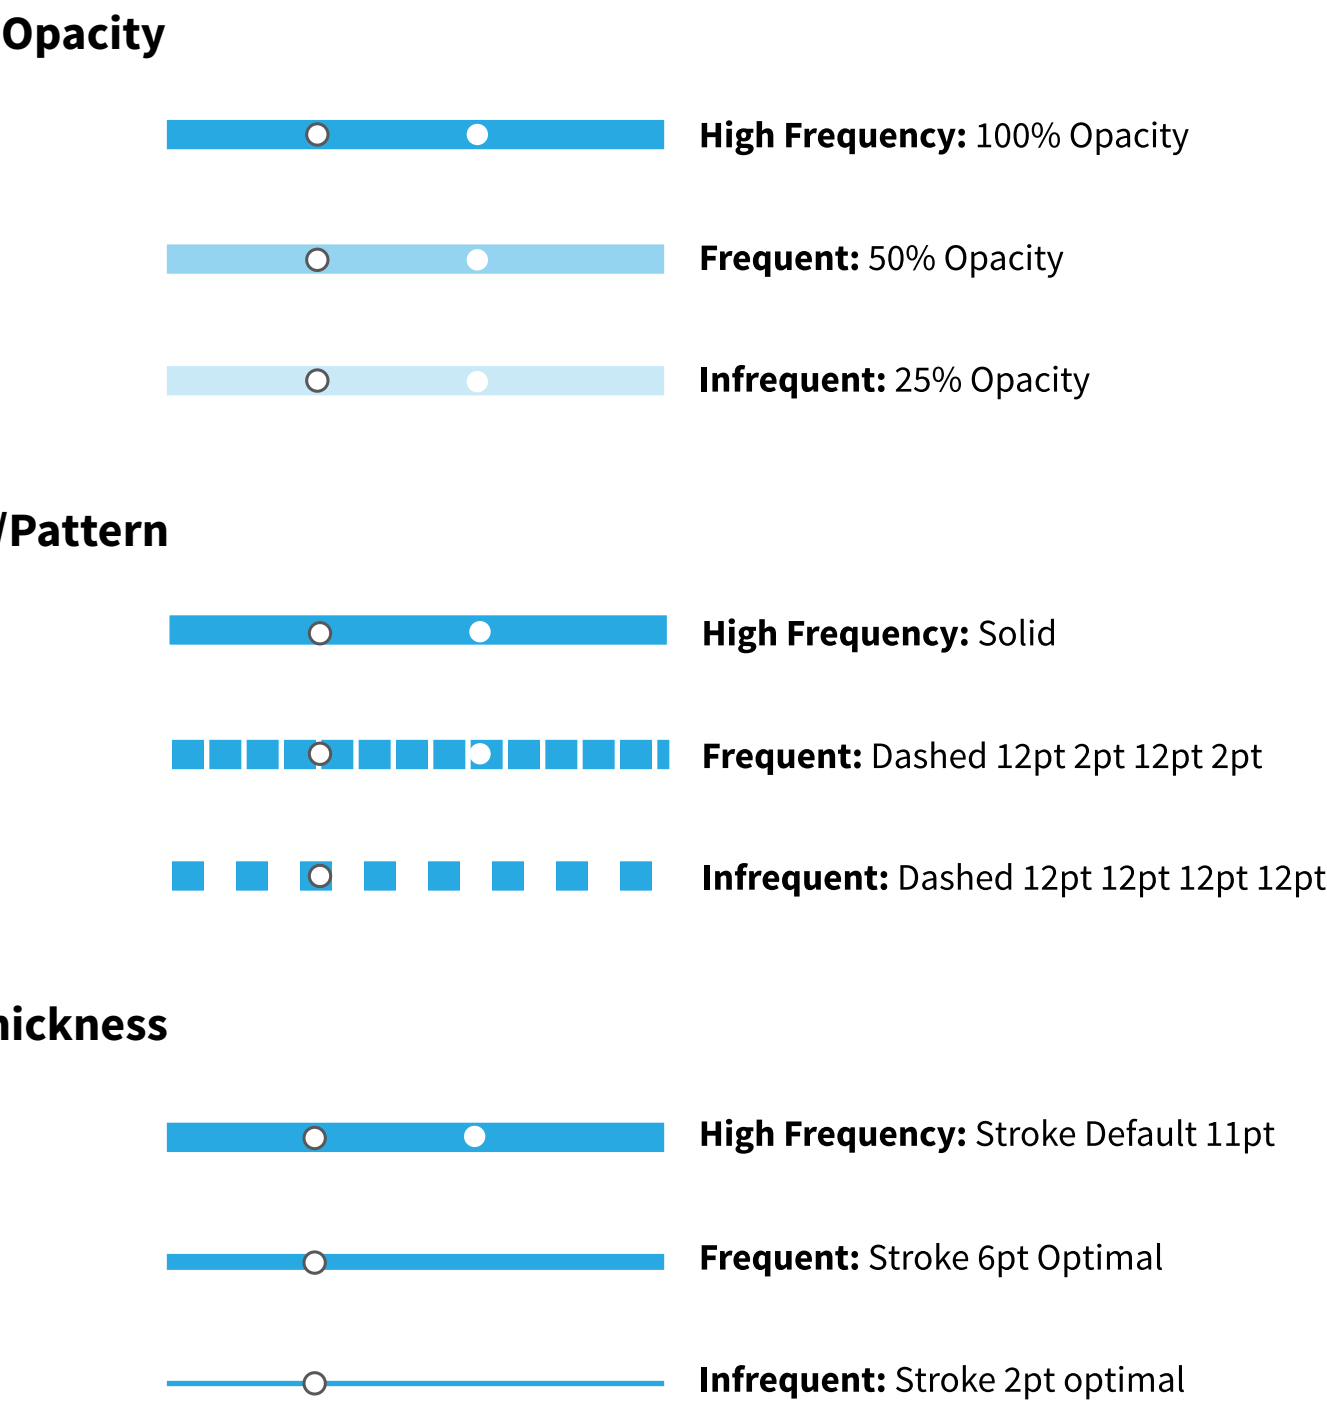 Opacity
High Frequency: 100% Opacity
Frequent: 50% Opacity
Infrequent: 25% Opacity
/Pattern
High Frequency: Solid
Frequent: Dashed 12pt 2pt 12pt 2pt
Infrequent: Dashed 12pt 12pt 12pt 12pt
hickness
High Frequency: Stroke Default 11pt
Frequent: Stroke 6pt Optimal
Infrequent: Stroke 2pt optimal